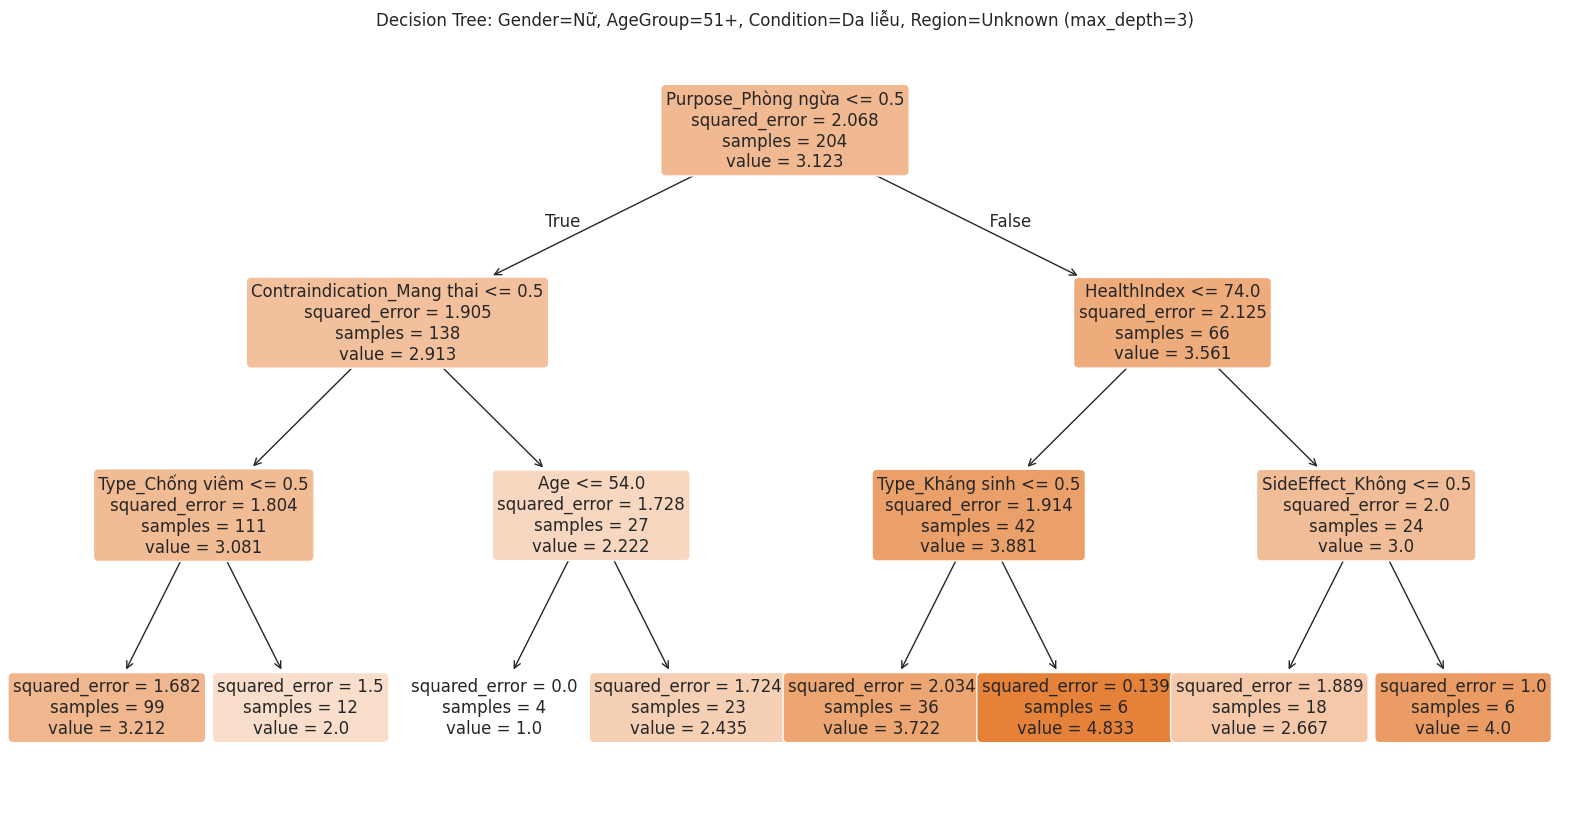 Decision Tree: Gender=Nữ, AgeGroup=51+, Condition=Da liễu, Region=Unknown (max_depth=3)
Purpose_Phòng ngừa <= 0.5
squared_error = 2.068
samples = 204
value = 3.123
True
False
Contraindication_Mang thai <= 0.5
squared_error = 1.905
samples = 138
value = 2.913
HealthIndex <= 74.0
squared_error = 2.125
samples = 66
value = 3.561
Type_Chống viêm <= 0.5
squared_error = 1.804
samples = 111
value = 3.081
Age <= 54.0
squared_error = 1.728
samples = 27
value = 2.222
Type_Kháng sinh <= 0.5
squared_error = 1.914
samples = 42
value = 3.881
SideEffect_Không <= 0.5
squared_error = 2.0
samples = 24
value = 3.0
squared_error = 1.682
samples = 99
value = 3.212
squared_error = 1.5
samples = 12
value = 2.0
squared_error = 0.0
samples = 4
value = 1.0
squared_error = 1.724
samples = 23
value = 2.435
squared_error = 2.034
samples = 36
value = 3.722
squared_error = 0.139
samples = 6
value = 4.833
squared_error = 1.889
samples = 18
value = 2.667
squared_error = 1.0
samples = 6
value = 4.0